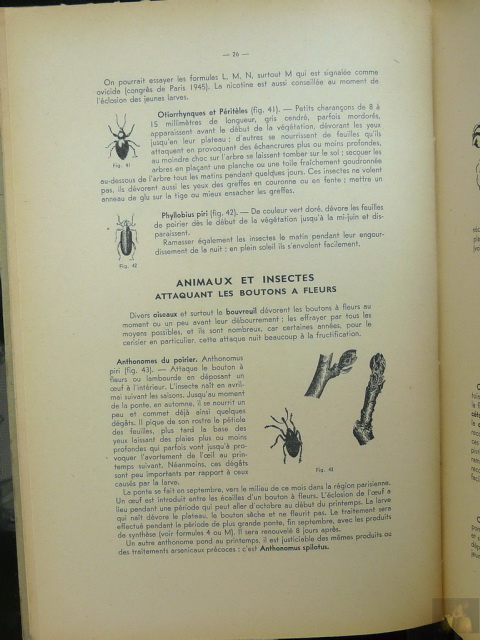 — 26 —
On pourrait essayer les formules L, M, N, surtout M qui est signalée comme
ovicide (congrès de Paris 1945). La nicotine est aussi conseillée au moment de
l'éclosion des jeunes larves.
Otiorrhynques et Péritèles (fig. 41). — Petits charançons de 8 à
15 millimètres de longueur, gris cendré, parfois mordorés,
apparaissent avant le début de la végétation, dévorant les yeux
jusqu'en leur plateau ; d'autres se nourrissent de feuilles qu'ils
attaquent en provoquant des échancrures plus ou moins profondes,
au moindre choc sur l'arbre se laissent tomber sur le sol ; secouer les
arbres en plaçant une planche ou une toile fraîchement goudronnée
au-dessous de l'arbre tous les matins pendant quelques jours. Ces insectes ne volent
pas, ils dévorent aussi les yeux des greffes en couronne ou en fente ; mettre un
anneau de glu sur la tige ou mieux ensacher les greffes.
Fig. 41
Phyllobius piri (fig. 42). — De couleur vert doré, dévore les feuilles
de poirier dès le début de la végétation jusqu'à la mi-juin et dis-
paraissent.
Ramasser également les insectes le matin pendant leur engour-
dissement de la nuit ; en plein soleil ils s'envolent facilement.
Fig. 42
ANIMAUX ET INSECTES
ATTAQUANT LES BOUTONS A FLEURS
Divers oiseaux et surtout le bouvreuil dévorent les boutons à fleurs au
moment ou un peu avant leur débourrement ; les effrayer par tous les
moyens possibles, et ils sont nombreux, car certaines années, pour le
cerisier en particulier, cette attaque nuit beaucoup à la fructification.
Anthonomes du poirier. Anthonomus
piri (fig. 43). — Attaque le bouton à
fleurs ou lambourde en déposant un
œuf à l'intérieur. L'insecte naît en avril-
mai suivant les saisons. Jusqu'au moment
de la ponte, en automne, il se nourrit un
peu et commet déjà ainsi quelques
dégâts. Il pique de son rostre le pétiole
des feuilles, plus tard la base des
yeux laissant des plaies plus ou moins
profondes qui parfois vont jusqu'à pro-
voquer l'avortement de l'œil au prin-
temps suivant. Néanmoins, ces dégâts
sont peu importants par rapport à ceux
causés par la larve.
Fig. 43
La ponte se fait en septembre, vers le milieu de ce mois dans la région parisienne.
Un œuf est introduit entre les écailles d'un bouton à fleurs. L'éclosion de l'œuf a
lieu pendant une période qui peut aller d'octobre au début du printemps. La larve
qui naît dévore le plateau, le bouton sèche et ne fleurit pas. Le traitement sera
effectué pendant la période de plus grande ponte, fin septembre, avec les produits
de synthèse (voir formules 4 ou M). Il sera renouvelé 8 jours après.
Un autre anthonome pond au printemps, il est justiciable des mêmes produits ou
des traitements arsenicaux précoces : c'est Anthonomus spilotus.